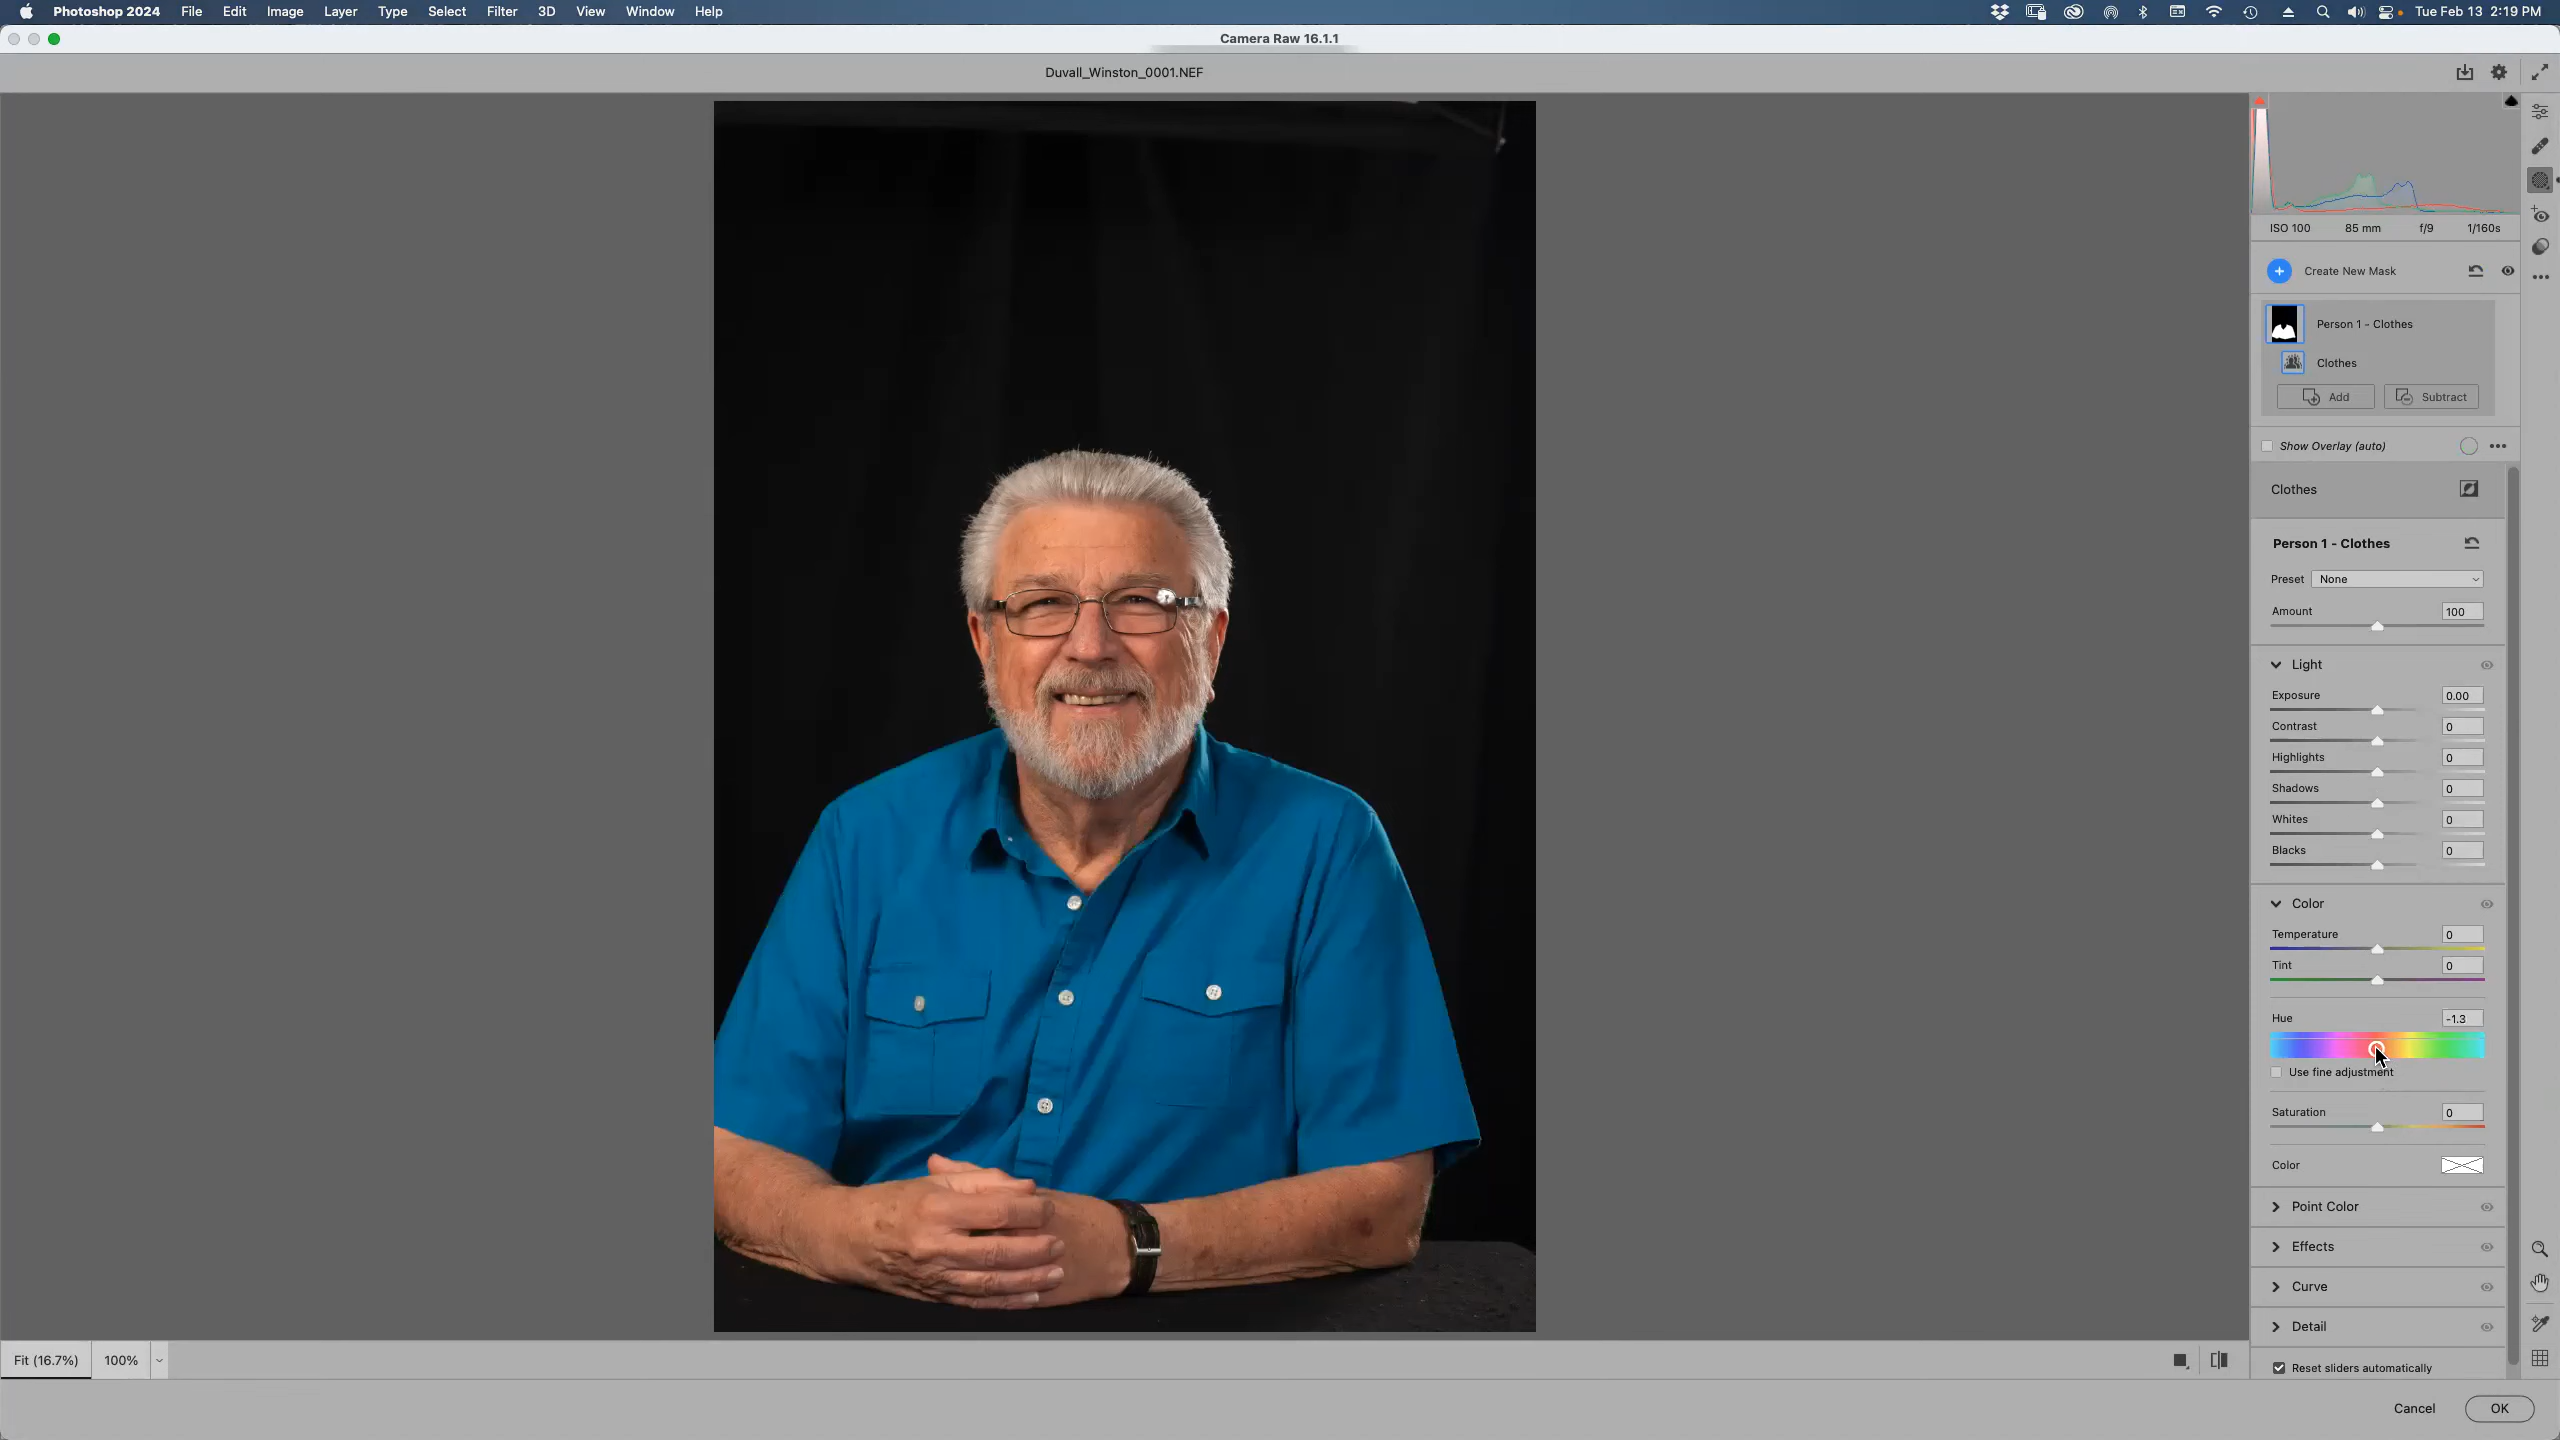 Photoshop 2024 File Edit Image Layer Type Select Filter 3D View Window Help Tue Feb 13 2:19 PM
Camera Raw 16.1.1
Duvall_Winston_0001.NEF
ISO 100 85 mm f/9 1/160s
Create New Mask
Person 1 - Clothes
Clothes
Add Subtract
Show Overlay (auto)
Clothes
Person 1 - Clothes
Preset None
Amount 100
Light
Exposure 0.00
Contrast 0
Highlights 0
Shadows 0
Whites 0
Blacks 0
Color
Temperature 0
Tint 0
Hue -1.3
Use fine adjustment
Saturation 0
Color
Point Color
Effects
Curve
Detail
Reset sliders automatically
Fit (16.7%) 100%
Cancel OK